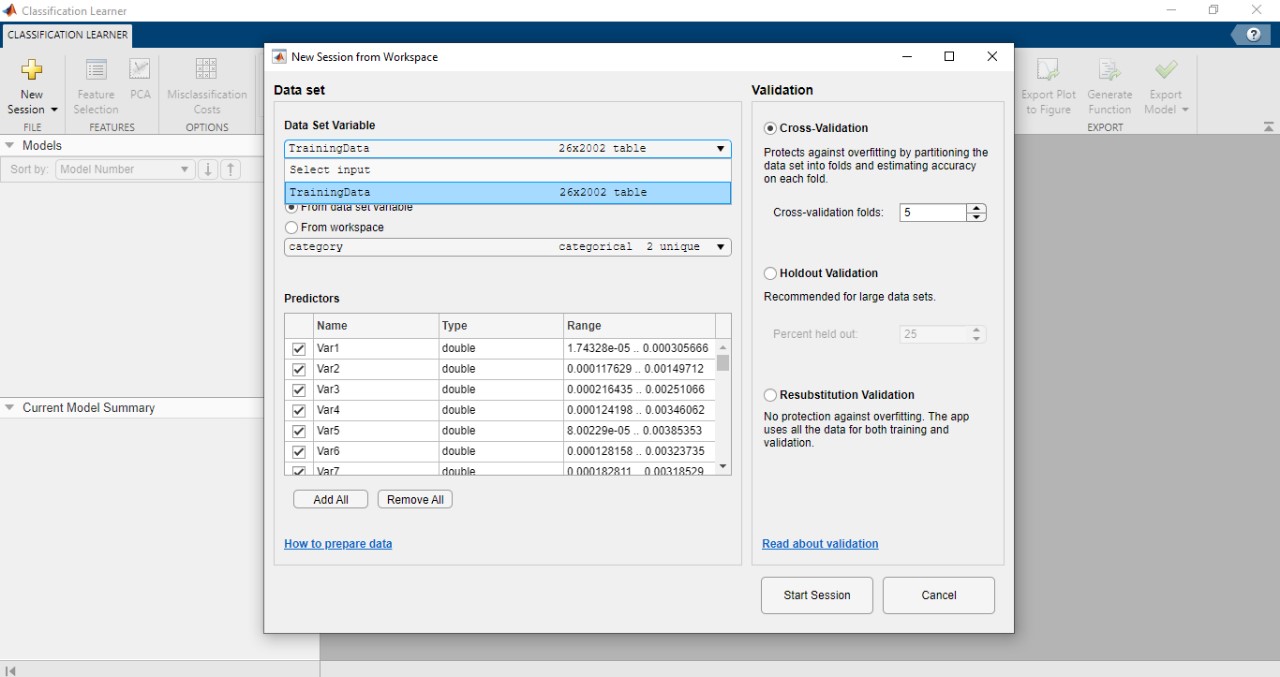 Classification Learner
CLASSIFICATION LEARNER
?
New
Session
FILE
Feature
Selection
PCA
FEATURES
Misclassification
Costs
OPTIONS
Export Plot
to Figure
Generate
Function
Export
Model
EXPORT
Models
Sort by: Model Number
Current Model Summary
New Session from Workspace
Data set
Data Set Variable
TrainingData 26x2002 table
Select input
TrainingData 26x2002 table
From data set variable
From workspace
category categorical 2 unique
Predictors
Name Type Range
Var1 double 1.74328e-05 .. 0.000305666
Var2 double 0.000117629 .. 0.00149712
Var3 double 0.000216435 .. 0.00251066
Var4 double 0.000124198 .. 0.00346062
Var5 double 8.00229e-05 .. 0.00385353
Var6 double 0.000128158 .. 0.00323735
Var7 double 0.000182811 .. 0.00318529
Add All Remove All
How to prepare data
Validation
Cross-Validation
Protects against overfitting by partitioning the
data set into folds and estimating accuracy
on each fold.
Cross-validation folds: 5
Holdout Validation
Recommended for large data sets.
Percent held out: 25
Resubstitution Validation
No protection against overfitting. The app
uses all the data for both training and
validation.
Read about validation
Start Session Cancel